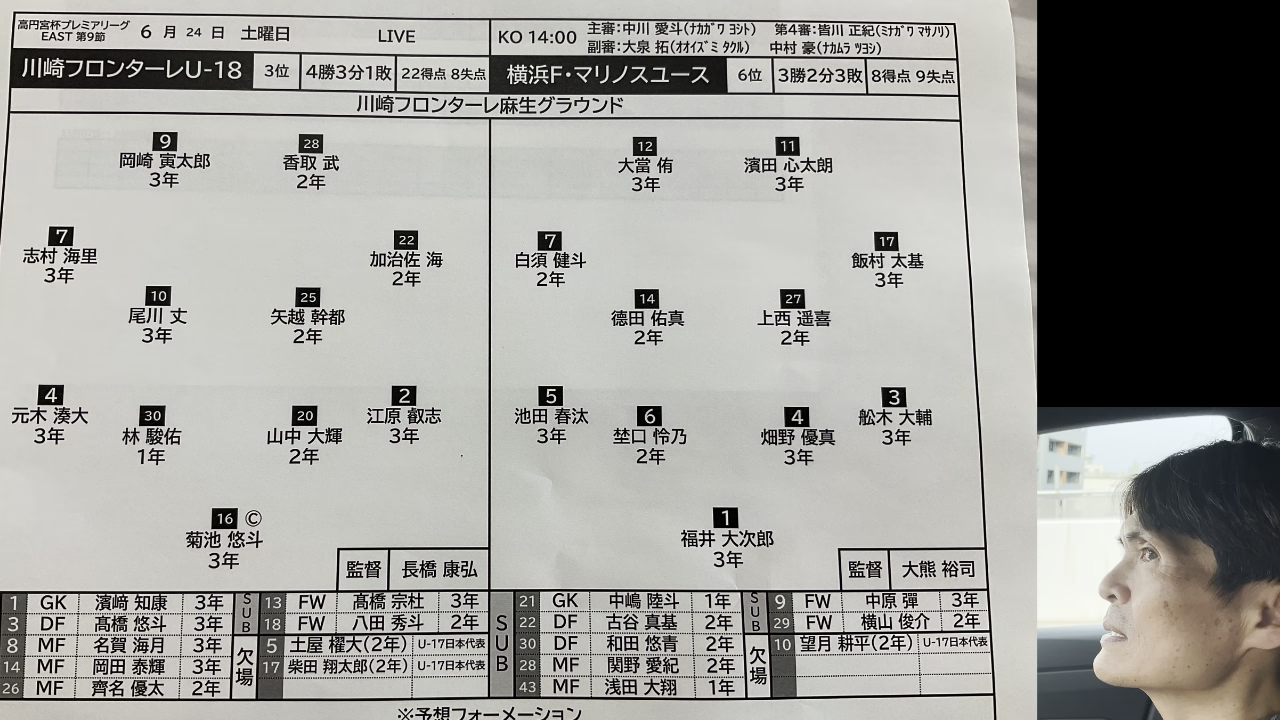 高円宮杯プレミアリーグ
EAST 第9節
6 月 24 日 土曜日
LIVE
KO 14:00
主審:中川 愛斗(ナカガワ ヨシト) 第4審:皆川 正紀(ミナガワ マサノリ)
副審:大泉 拓(オオイズミ タクル) 中村 豪(ナカムラ ツヨシ)
川崎フロンターレU-18 3位 4勝3分1敗 22得点 8失点
横浜F・マリノスユース 6位 3勝2分3敗 8得点 9失点
川崎フロンターレ麻生グラウンド
9 28
岡崎 寅太郎 香取 武
3年 2年
7 22
志村 海里 加治佐 海
3年 2年
10 25
尾川 丈 矢越 幹都
3年 2年
4 2
元木 湊大 江原 叡志
3年 3年
30 20
林 駿佑 山中 大輝
1年 2年
16 ©
菊池 悠斗
3年
監督 長橋 康弘
12 11
大當 侑 濱田 心太朗
3年 3年
7 17
白須 健斗 飯村 太基
2年 3年
14 27
德田 佑真 上西 遥喜
2年 2年
5 3
池田 春汰 舩木 大輔
3年 3年
6 4
埜口 怜乃 畑野 優真
2年 3年
1
福井 大次郎
3年
監督 大熊 裕司
1 GK 濱﨑 知康 3年
3 DF 髙橋 悠斗 3年
8 MF 名賀 海月 3年
14 MF 岡田 泰輝 3年
26 MF 齊名 優太 2年
SUB
13 FW 髙橋 宗杜 3年
18 FW 八田 秀斗 2年
欠場
5 土屋 櫂大(2年) U-17日本代表
17 柴田 翔太郎(2年) U-17日本代表
SUB
21 GK 中嶋 陸斗 1年
22 DF 古谷 真基 2年
30 DF 和田 悠青 2年
28 MF 関野 愛紀 2年
43 MF 浅田 大翔 1年
SUB
9 FW 中原 彈 3年
29 FW 横山 俊介 2年
欠場
10 望月 耕平(2年) U-17日本代表
※予想フォーメーション